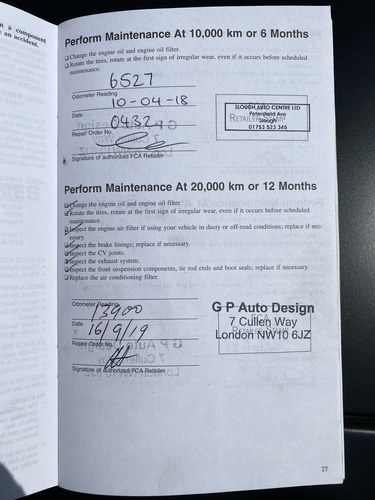 n a component
e an accident.
Perform Maintenance At 10,000 km or 6 Months
❑Change the engine oil and engine oil filter.
❑Rotate the tires, rotate at the first sign of irregular wear, even if it occurs before scheduled
maintenance.
6527
Odometer Reading
10-04-18
Date
0432
Repair Order No.
Signature of authorized FCA Retailer
SLOUGH AUTO CENTRE LTD
Petersfield Ave
RETAILER STAMP
Slough
01753 523 345
Perform Maintenance At 20,000 km or 12 Months
❑Change the engine oil and engine oil filter.
❑Rotate the tires, rotate at the first sign of irregular wear, even if it occurs before scheduled
maintenance.
❑Inspect the engine air filter if using your vehicle in dusty or off-road conditions; replace if nec-
essary.
❑Inspect the brake linings; replace if necessary.
❑Inspect the CV joints.
❑Inspect the exhaust system.
❑Inspect the front suspension components, tie rod ends and boot seals; replace if necessary.
❑Replace the air conditioning filter.
13900
Odometer Reading
16/9/19
Date
Repair Order No.
Signature of authorized FCA Retailer
G P Auto Design
7 Cullen Way
London NW10 6JZ
27